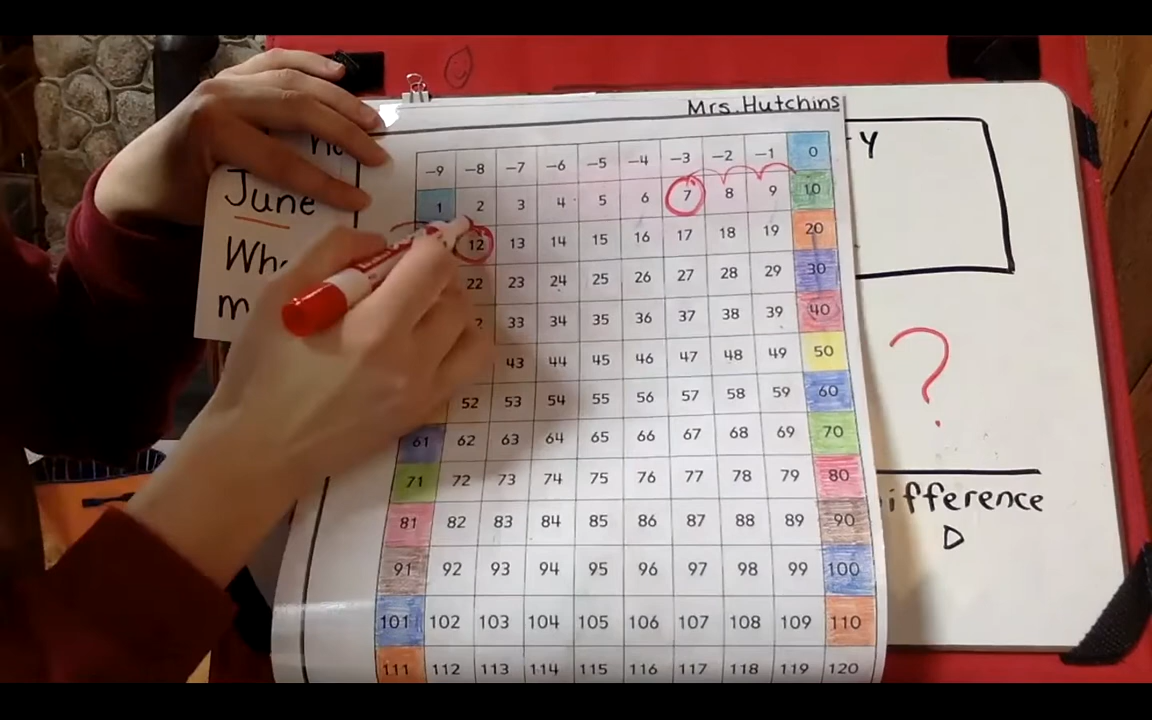 Mrs. Hutchins
June
-9 -8 -7 -6 -5 -4 -3 -2 -1 0
1 2 3 4 5 6 7 8 9 10
12 13 14 15 16 17 18 19 20
22 23 24 25 26 27 28 29 30
33 34 35 36 37 38 39 40
43 44 45 46 47 48 49 50
52 53 54 55 56 57 58 59 60
61 62 63 64 65 66 67 68 69 70
71 72 73 74 75 76 77 78 79 80
81 82 83 84 85 86 87 88 89 90
91 92 93 94 95 96 97 98 99 100
101 102 103 104 105 106 107 108 109 110
111 112 113 114 115 116 117 118 119 120
?
ifference
D